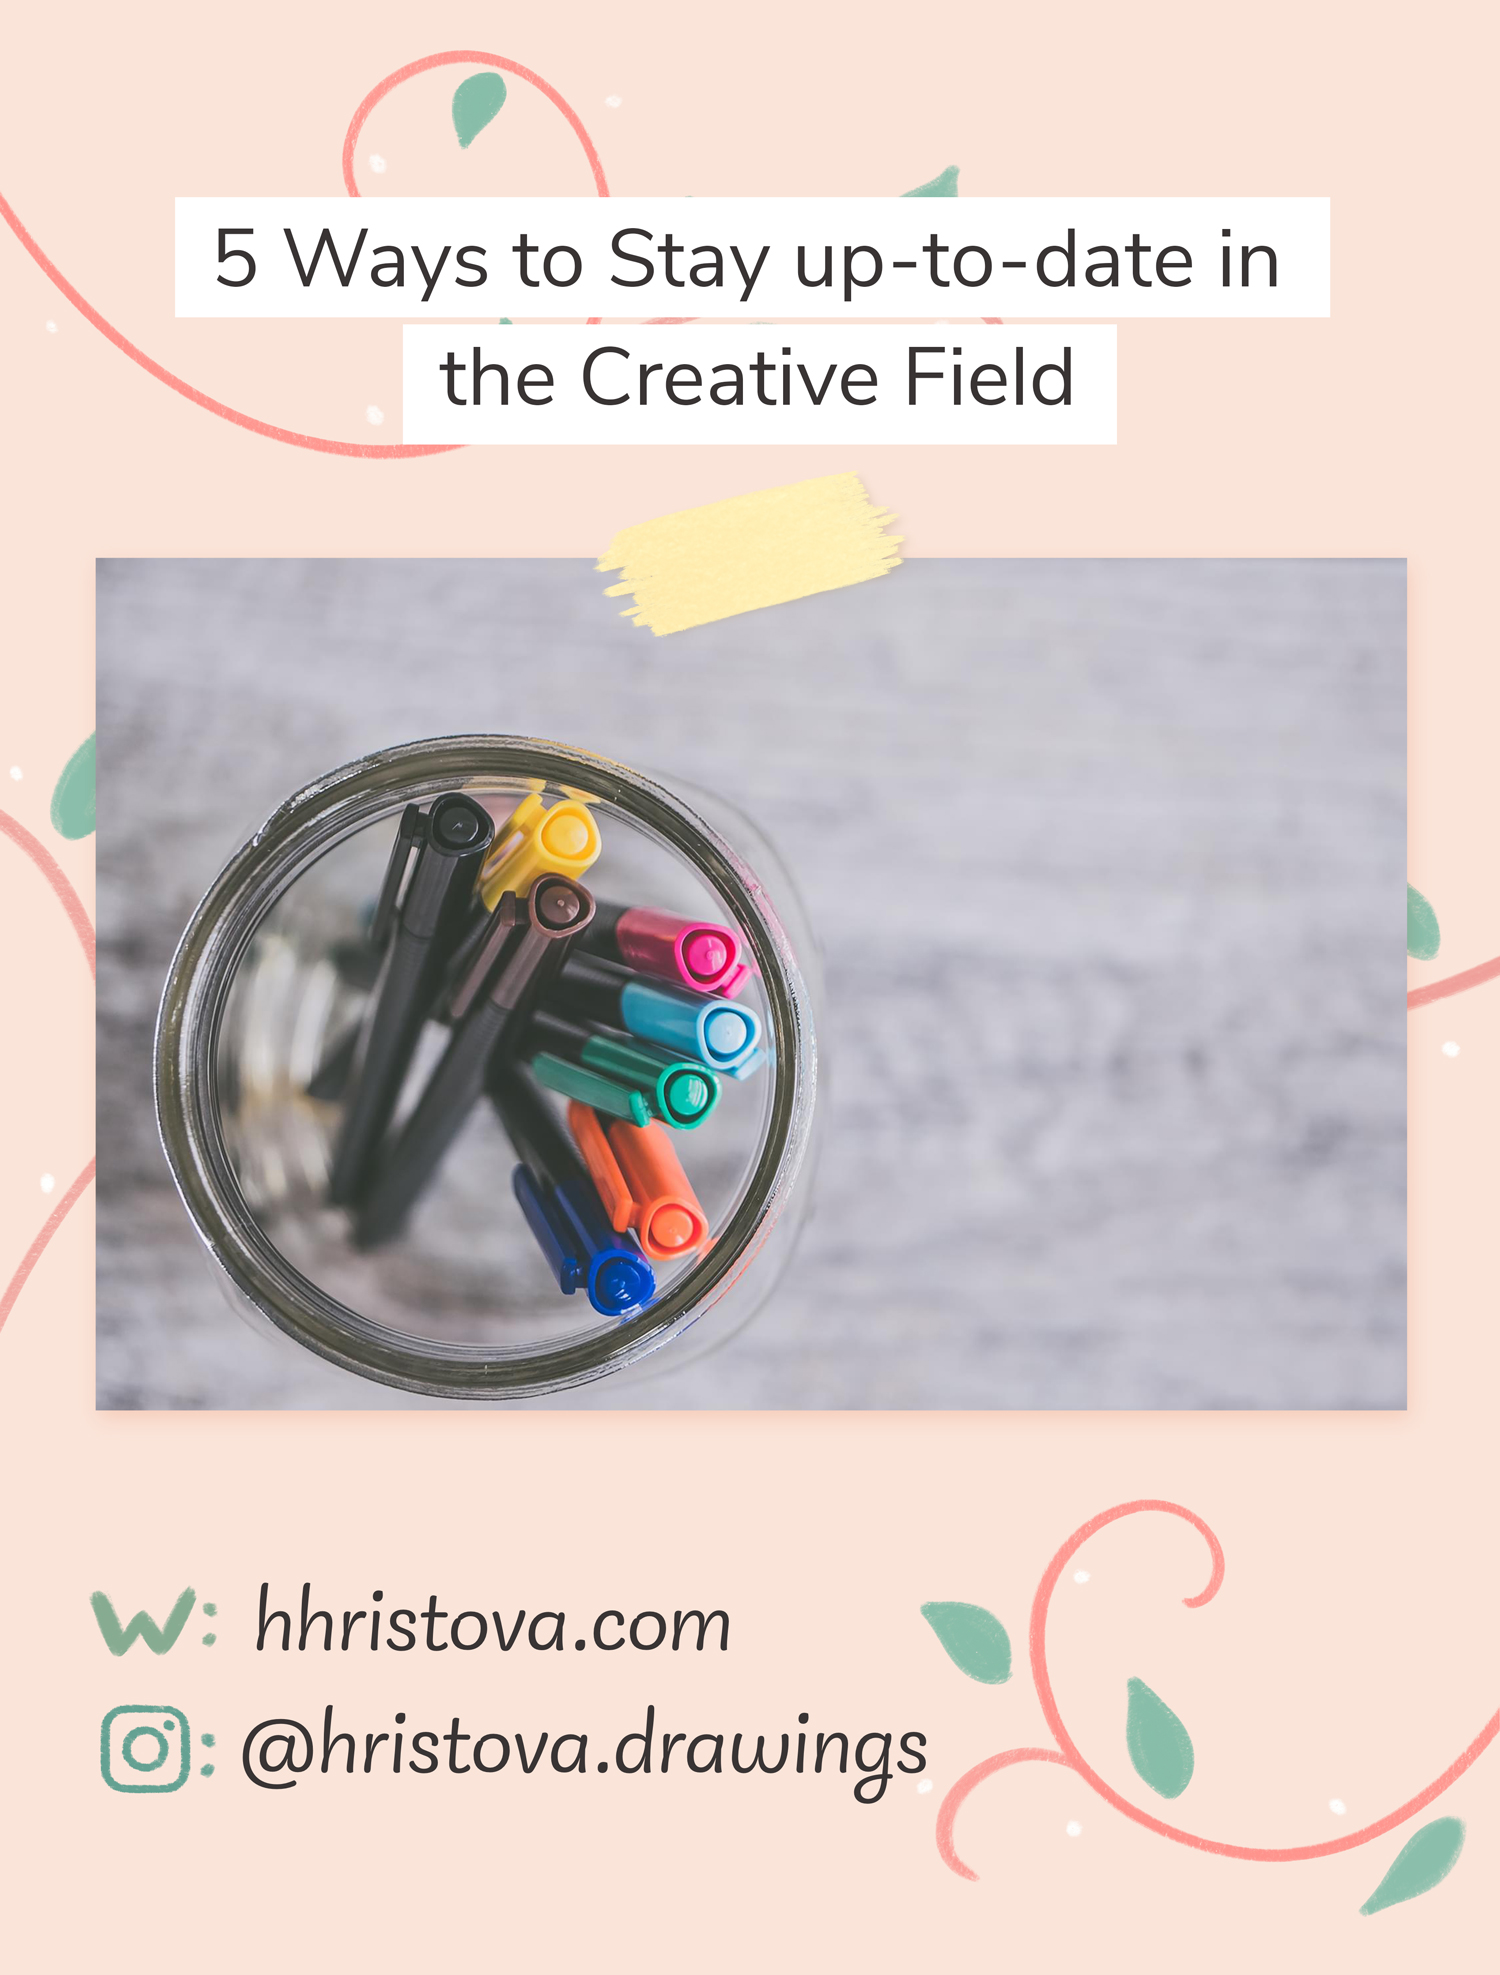 5 Ways to Stay up-to-date in
the Creative Field
W: hhristova.com
: @hristova.drawings